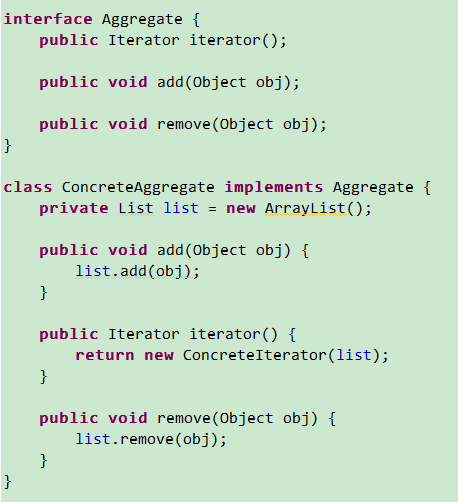 interface Aggregate {
    public Iterator iterator();

    public void add(Object obj);

    public void remove(Object obj);
}

class ConcreteAggregate implements Aggregate {
    private List list = new ArrayList();

    public void add(Object obj) {
        list.add(obj);
    }

    public Iterator iterator() {
        return new ConcreteIterator(list);
    }

    public void remove(Object obj) {
        list.remove(obj);
    }
}